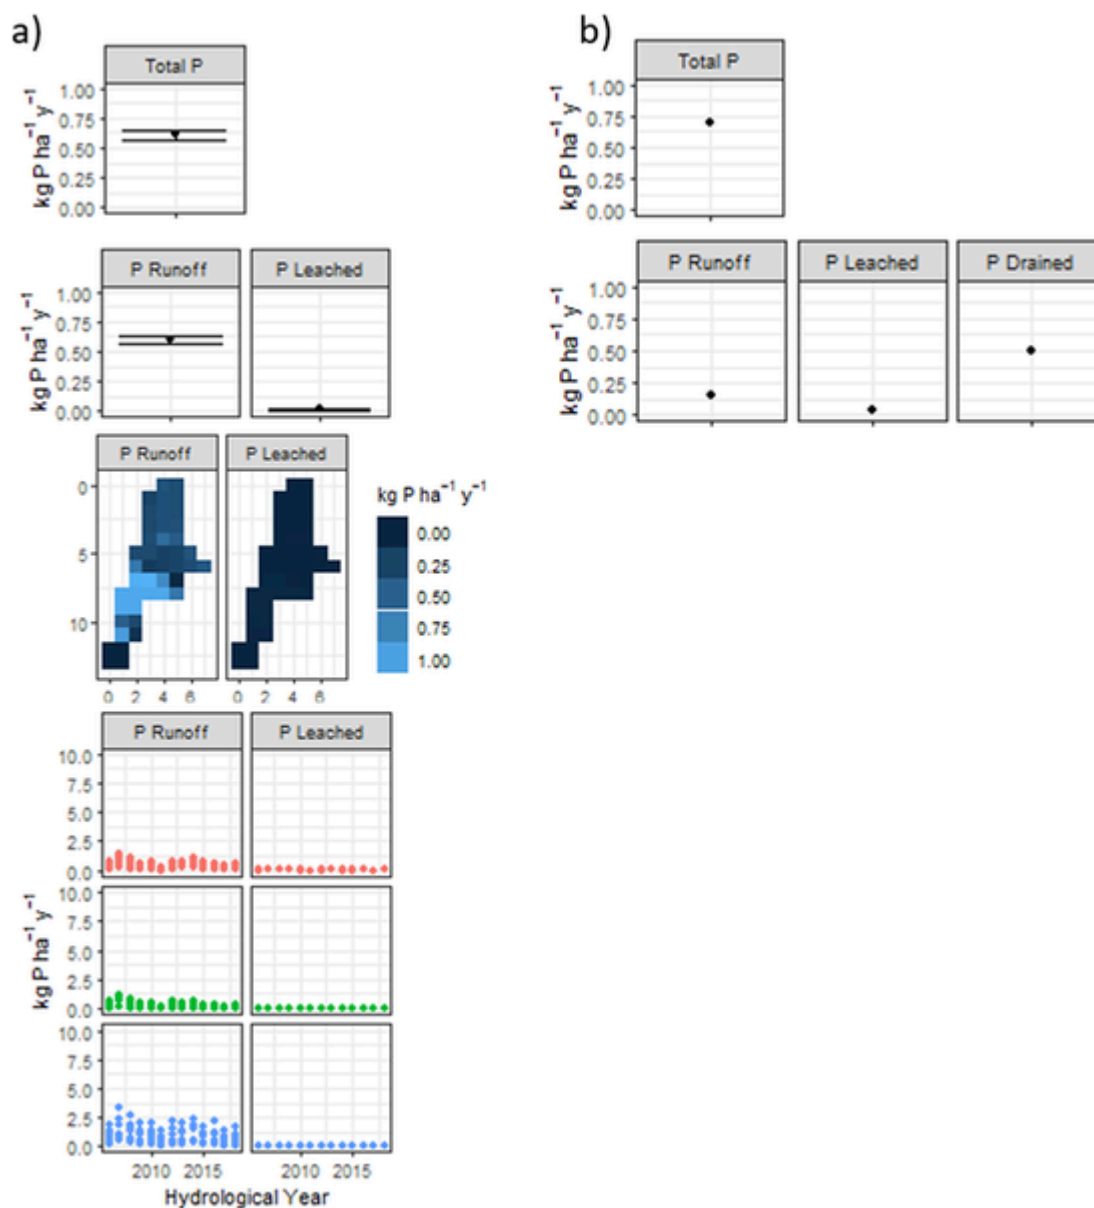 a)
Total P
kg P ha⁻¹ y⁻¹
1.00
0.75
0.50
0.25
0.00
P Runoff P Leached
kg P ha⁻¹ y⁻¹
1.00
0.75
0.50
0.25
0.00
P Runoff P Leached
0
5
10
0 2 4 6 0 2 4 6
kg P ha⁻¹ y⁻¹
0.00
0.25
0.50
0.75
1.00
P Runoff P Leached
kg P ha⁻¹ y⁻¹
10.0
7.5
5.0
2.5
0.0
10.0
7.5
5.0
2.5
0.0
10.0
7.5
5.0
2.5
0.0
2010 2015 2010 2015
Hydrological Year
b)
Total P
kg P ha⁻¹ y⁻¹
1.00
0.75
0.50
0.25
0.00
P Runoff P Leached P Drained
kg P ha⁻¹ y⁻¹
1.00
0.75
0.50
0.25
0.00